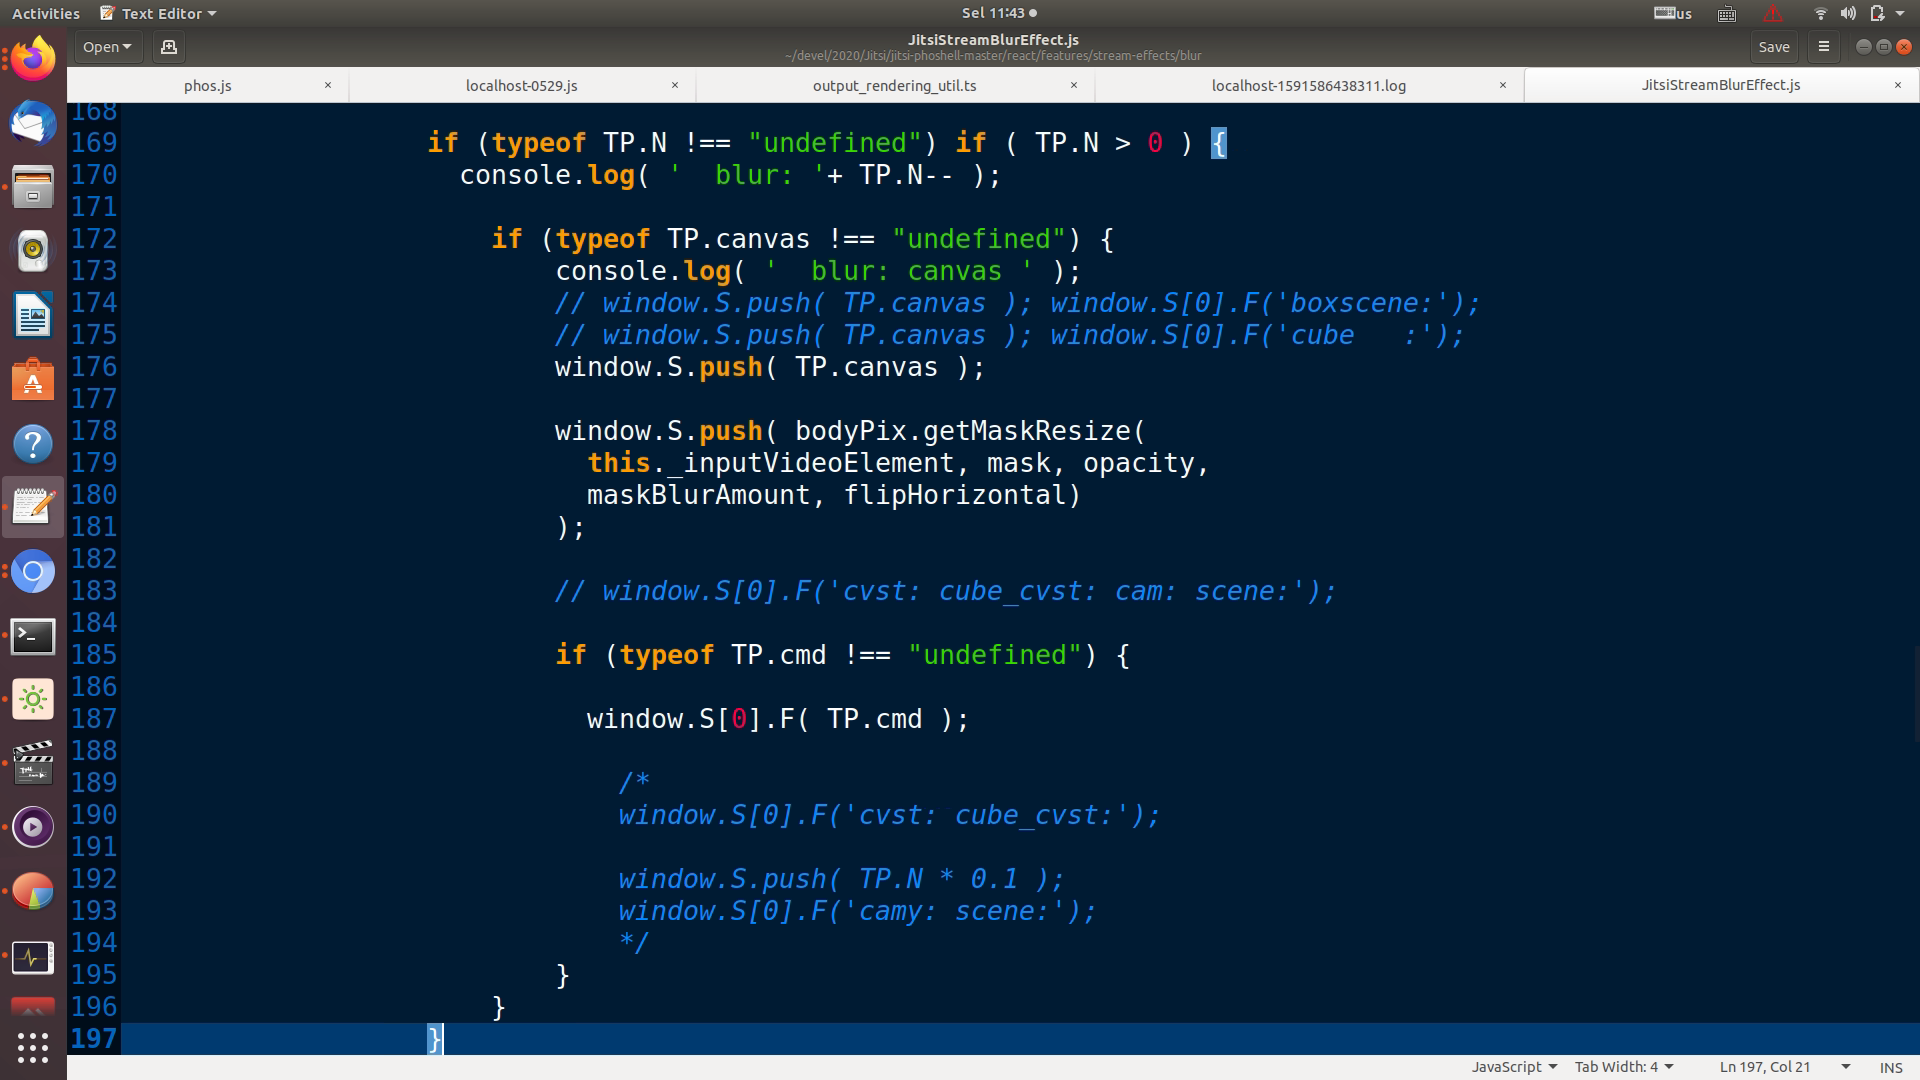 Activities Text Editor Sel 11:43 us
Open JitsiStreamBlurEffect.js Save
~/devel/2020/Jitsi/jitsi-phoshell-master/react/features/stream-effects/blur
phos.js × localhost-0529.js × output_rendering_util.ts × localhost-1591586438311.log × JitsiStreamBlurEffect.js ×
168
169 if (typeof TP.N !== "undefined") if ( TP.N > 0 ) {
170 console.log( '  blur: '+ TP.N-- );
171
172 if (typeof TP.canvas !== "undefined") {
173 console.log( '  blur: canvas ' );
174 // window.S.push( TP.canvas ); window.S[0].F('boxscene:');
175 // window.S.push( TP.canvas ); window.S[0].F('cube   :');
176 window.S.push( TP.canvas );
177
178 window.S.push( bodyPix.getMaskResize(
179 this._inputVideoElement, mask, opacity,
180 maskBlurAmount, flipHorizontal)
181 );
182
183 // window.S[0].F('cvst: cube_cvst: cam: scene:');
184
185 if (typeof TP.cmd !== "undefined") {
186
187 window.S[0].F( TP.cmd );
188
189 /*
190 window.S[0].F('cvst: cube_cvst:');
191
192 window.S.push( TP.N * 0.1 );
193 window.S[0].F('camy: scene:');
194 */
195 }
196 }
197 }
JavaScript Tab Width: 4 Ln 197, Col 21 INS